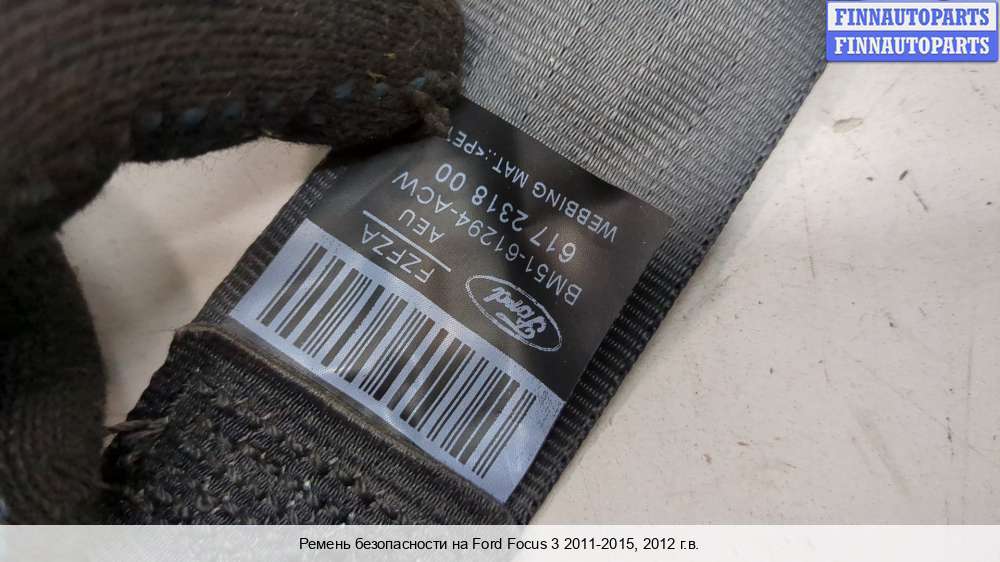 FINNAUTOPARTS
FINNAUTOPARTS
Ford
FZFZA
AEU
BM51-61294-ACW
617 2318 00
WEBBING MAT.:<PE
Ремень безопасности на Ford Focus 3 2011-2015, 2012 г.в.